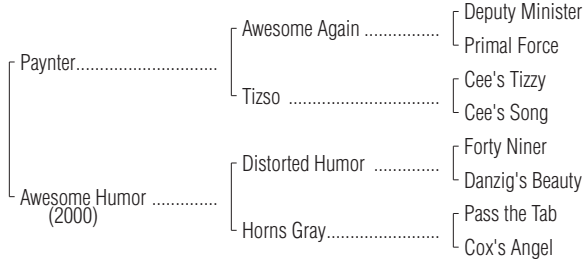 Deputy Minister
Awesome Again ................
Primal Force
Paynter..............................
Cee's Tizzy
Tizso ................................
Cee's Song
Forty Niner
Distorted Humor ..............
Danzig's Beauty
Awesome Humor ..............
(2000)
Pass the Tab
Horns Gray........................
Cox's Angel